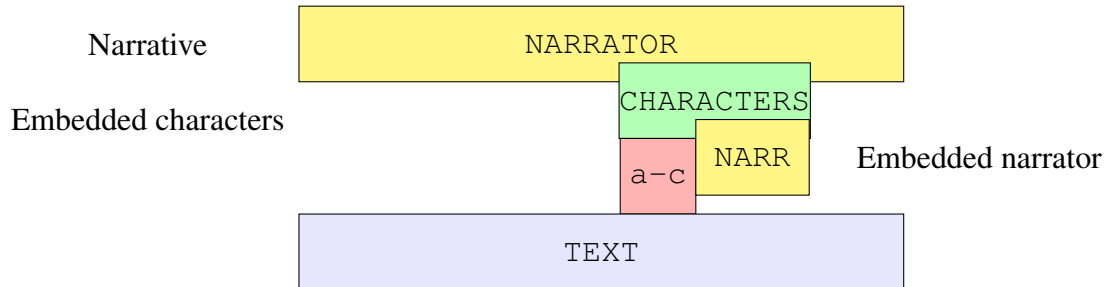 Narrative
NARRATOR
CHARACTERS
Embedded characters
NARR
Embedded narrator
a-c
TEXT